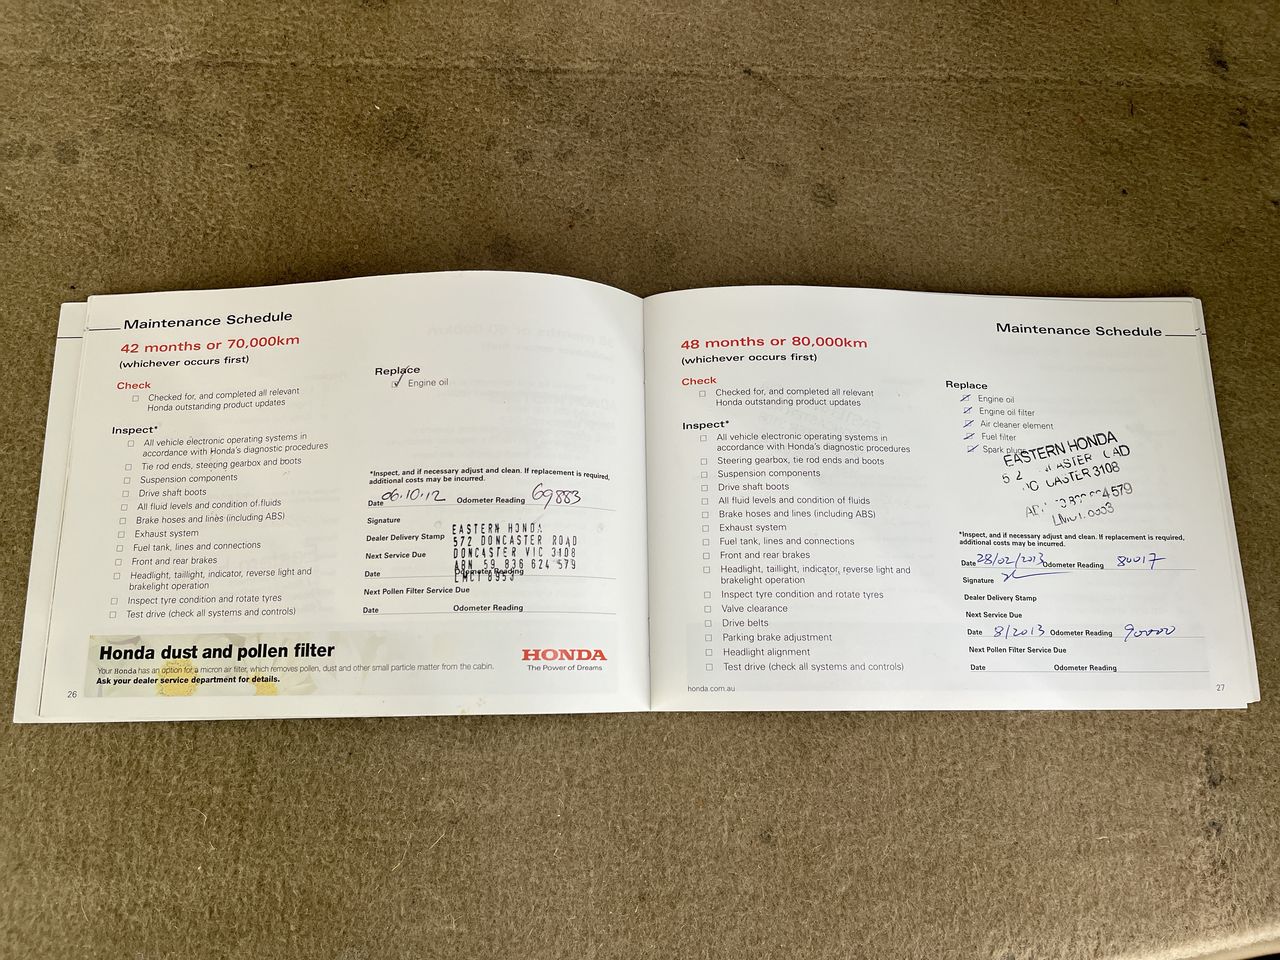 Maintenance Schedule
42 months or 70,000km
(whichever occurs first)
Check
☐ Checked for, and completed all relevant
Honda outstanding product updates
Inspect*
☐ All vehicle electronic operating systems in
accordance with Honda's diagnostic procedures
☐ Tie rod ends, steering gearbox and boots
☐ Suspension components
☐ Drive shaft boots
☐ All fluid levels and condition of fluids
☐ Brake hoses and lines (including ABS)
☐ Exhaust system
☐ Fuel tank, lines and connections
☐ Front and rear brakes
☐ Headlight, taillight, indicator, reverse light and
brakelight operation
☐ Inspect tyre condition and rotate tyres
☐ Test drive (check all systems and controls)
Replace
☑ Engine oil
*Inspect, and if necessary adjust and clean. If replacement is required,
additional costs may be incurred.
Date 06.10.12 Odometer Reading 69883
Signature
Dealer Delivery Stamp
EASTERN HONDA
572 DONCASTER ROAD
DONCASTER VIC 3108
ABN 59 836 624 579
LMCT 8953
Next Service Due
Date Odometer Reading
Next Pollen Filter Service Due
Date Odometer Reading
Honda dust and pollen filter
Your Honda has an option for a micron air filter, which removes pollen, dust and other small particle matter from the cabin.
Ask your dealer service department for details.
HONDA
The Power of Dreams
26
Maintenance Schedule
48 months or 80,000km
(whichever occurs first)
Check
☐ Checked for, and completed all relevant
Honda outstanding product updates
Inspect*
☐ All vehicle electronic operating systems in
accordance with Honda's diagnostic procedures
☐ Steering gearbox, tie rod ends and boots
☐ Suspension components
☐ Drive shaft boots
☐ All fluid levels and condition of fluids
☐ Brake hoses and lines (including ABS)
☐ Exhaust system
☐ Fuel tank, lines and connections
☐ Front and rear brakes
☐ Headlight, taillight, indicator, reverse light and
brakelight operation
☐ Inspect tyre condition and rotate tyres
☐ Valve clearance
☐ Drive belts
☐ Parking brake adjustment
☐ Headlight alignment
☐ Test drive (check all systems and controls)
Replace
☑ Engine oil
☑ Engine oil filter
☑ Air cleaner element
☑ Fuel filter
☑ Spark plugs
EASTERN HONDA
CASTER 3108
4579
*Inspect, and if necessary adjust and clean. If replacement is required,
additional costs may be incurred.
Date 28/02/2013 Odometer Reading 80017
Signature
Dealer Delivery Stamp
Next Service Due
Date 8/2013 Odometer Reading 90000
Next Pollen Filter Service Due
Date Odometer Reading
honda.com.au
27